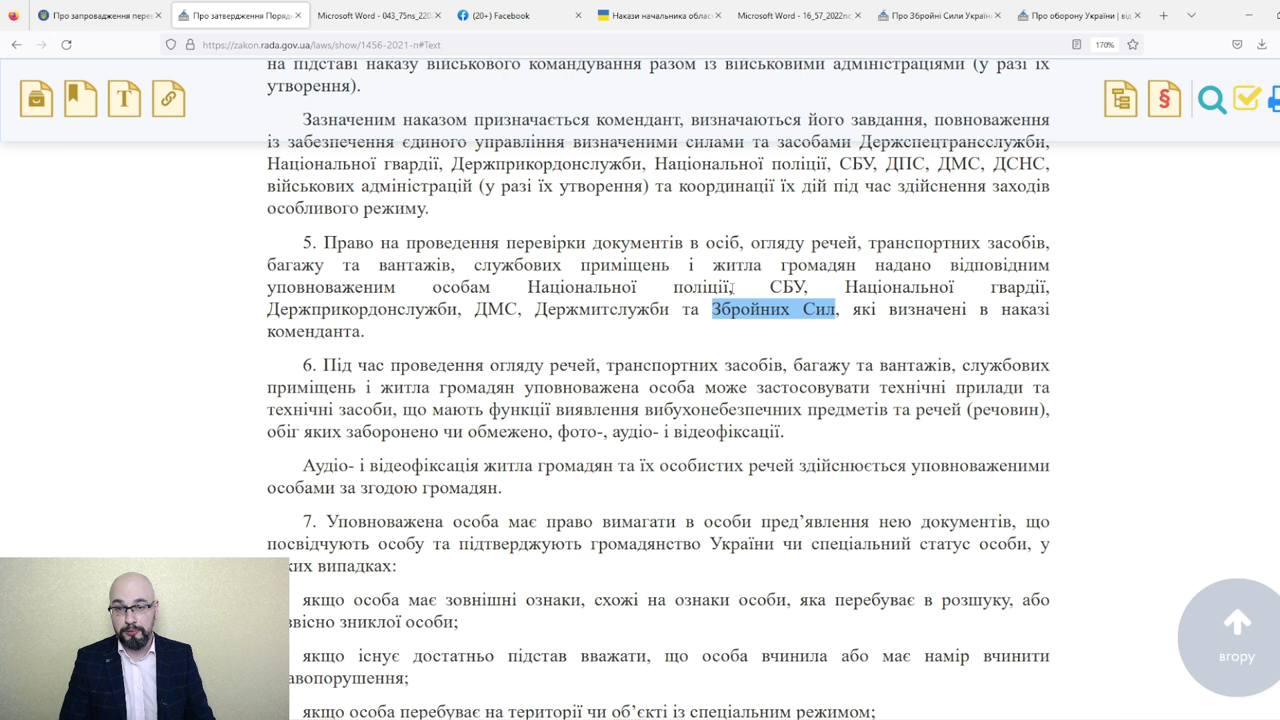 Про запровадження перев
Про затвердження Порядк
Microsoft Word - 043_75ns_220
(20+) Facebook
Накази начальника облас
Microsoft Word - 16_57_2022nc
Про Збройні Сили Україн
Про оборону України | від
https://zakon.rada.gov.ua/laws/show/1456-2021-п#Text
170%
на підставі наказу військового командування разом із військовими адміністраціями (у разі їх
утворення).
Зазначеним наказом призначається комендант, визначаються його завдання, повноваження
із забезпечення єдиного управління визначеними силами та засобами Держспецтрансслужби,
Національної гвардії, Держприкордонслужби, Національної поліції, СБУ, ДПС, ДМС, ДСНС,
військових адміністрацій (у разі їх утворення) та координації їх дій під час здійснення заходів
особливого режиму.
5. Право на проведення перевірки документів в осіб, огляду речей, транспортних засобів,
багажу та вантажів, службових приміщень і житла громадян надано відповідним
уповноваженим особам Національної поліції, СБУ, Національної гвардії,
Держприкордонслужби, ДМС, Держмитслужби та Збройних Сил, які визначені в наказі
коменданта.
6. Під час проведення огляду речей, транспортних засобів, багажу та вантажів, службових
приміщень і житла громадян уповноважена особа може застосовувати технічні прилади та
технічні засоби, що мають функції виявлення вибухонебезпечних предметів та речей (речовин),
обіг яких заборонено чи обмежено, фото-, аудіо- і відеофіксації.
Аудіо- і відеофіксація житла громадян та їх особистих речей здійснюється уповноваженими
особами за згодою громадян.
7. Уповноважена особа має право вимагати в особи пред’явлення нею документів, що
посвідчують особу та підтверджують громадянство України чи спеціальний статус особи, у
ких випадках:
якщо особа має зовнішні ознаки, схожі на ознаки особи, яка перебуває в розшуку, або
звісно зниклої особи;
якщо існує достатньо підстав вважати, що особа вчинила або має намір вчинити
авопорушення;
якщо особа перебуває на території чи об’єкті із спеціальним режимом;
вгору